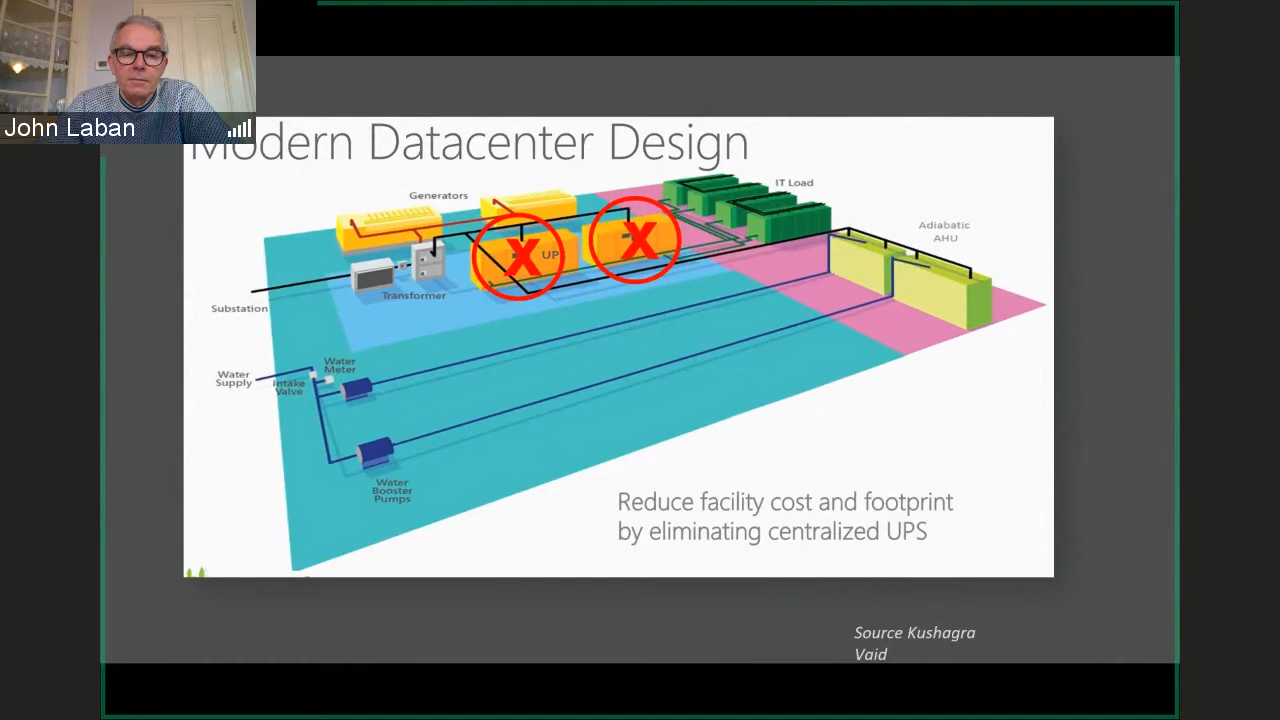 John Laban
Modern Datacenter Design
Generators
IT Load
Adiabatic
AHU
X
X
UP
Substation
Transformer
Water
Supply
Intake
Valve
Water
Meter
Water
Booster
Pumps
Reduce facility cost and footprint
by eliminating centralized UPS
Source Kushagra
Vaid